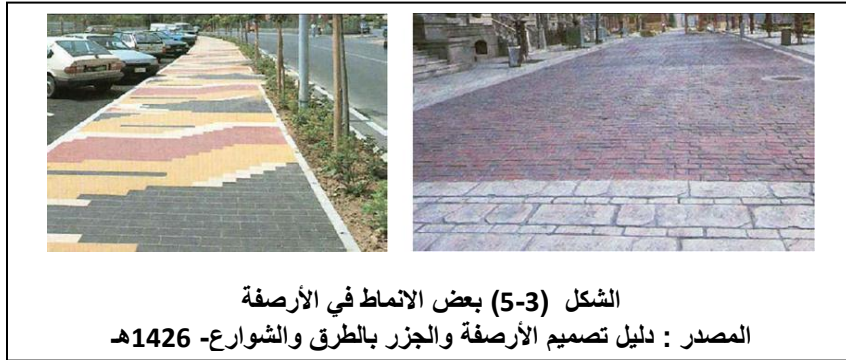 الشكل (3-5) بعض الانماط في الأرصفة
المصدر : دليل تصميم الأرصفة والجزر بالطرق والشوارع- 1426هـ